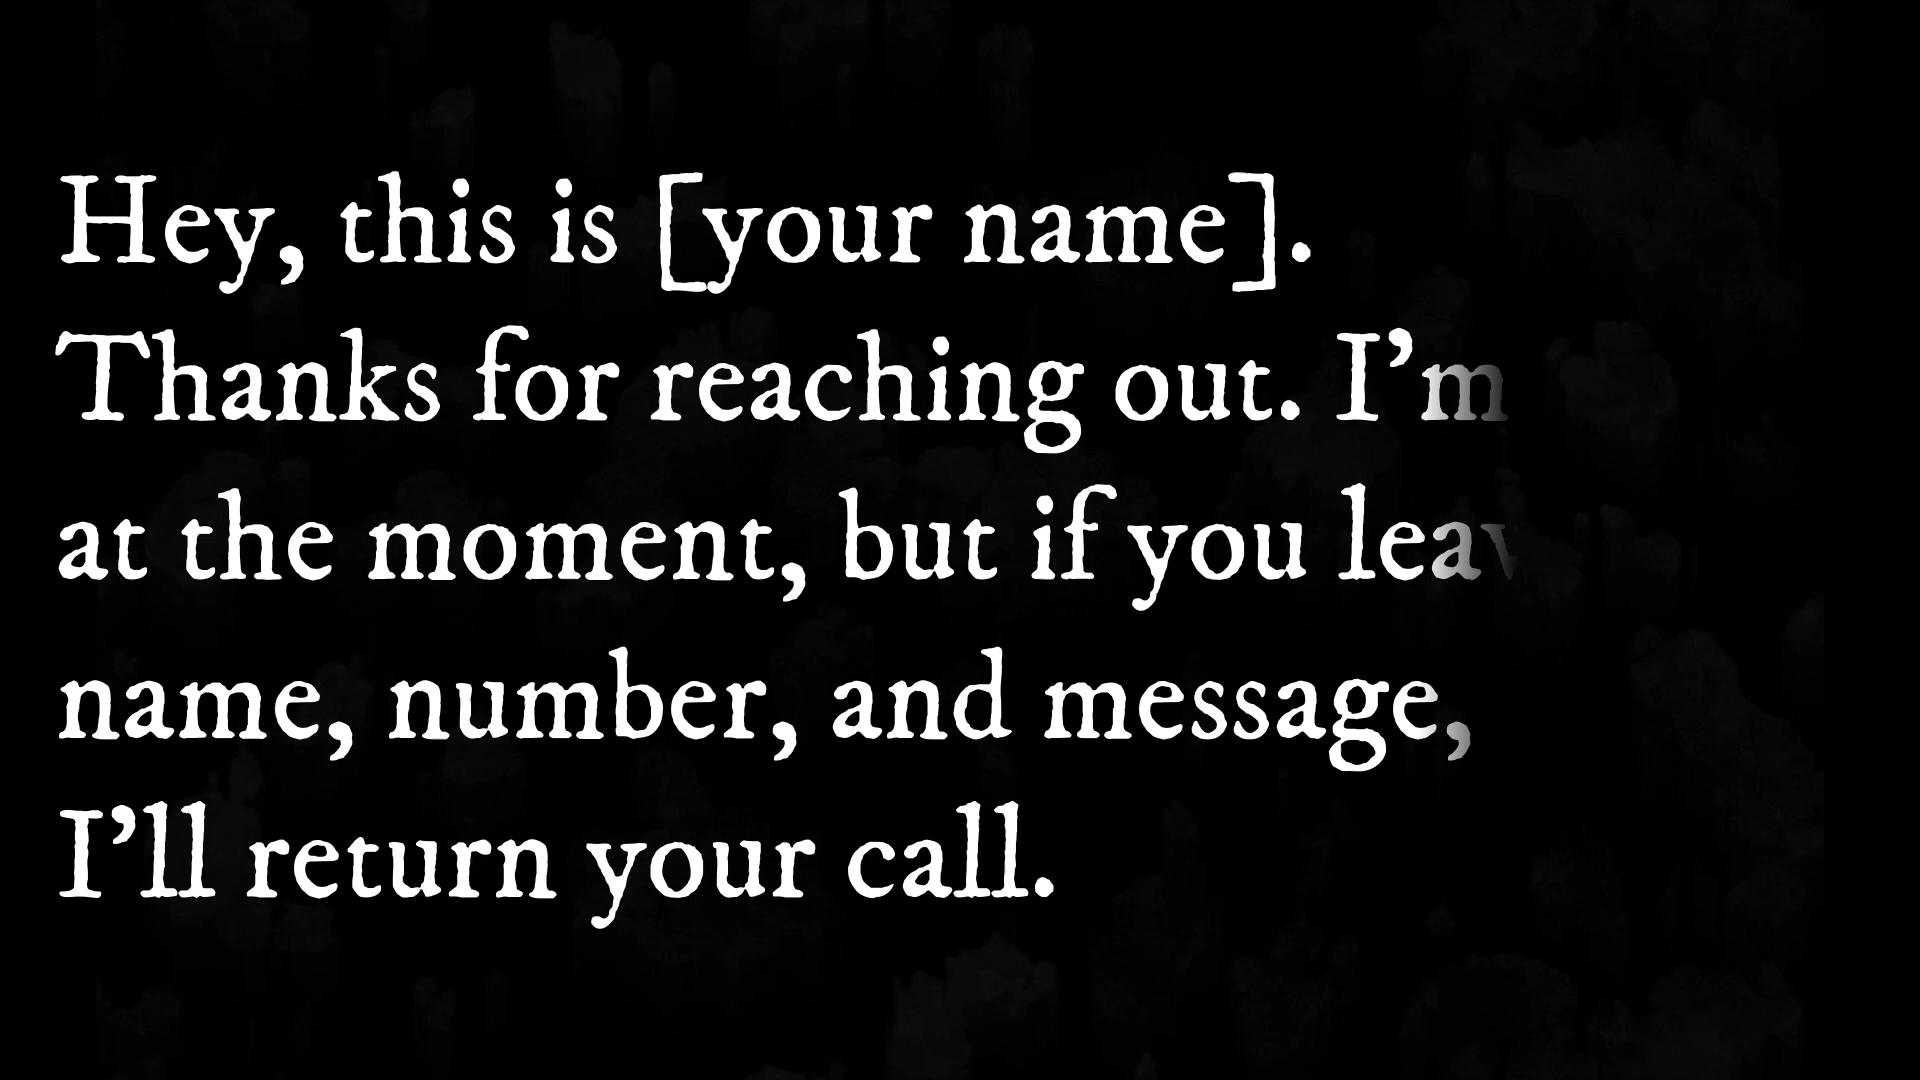 Hey, this is [your name].
Thanks for reaching out. I’m
at the moment, but if you
name, number, and message,
I’ll return your call.